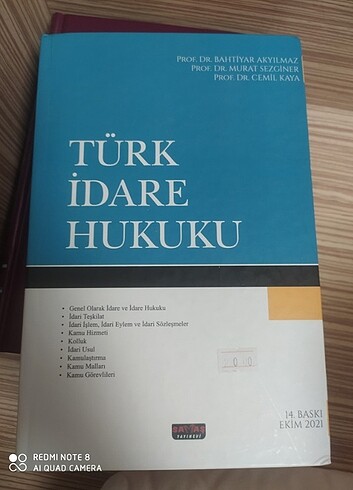 PROF. DR. BAHTİYAR AKYILMAZ
PROF. DR. MURAT SEZGİNER
PROF. DR. CEMİL KAYA
TÜRK
İDARE
HUKUKU
• Genel Olarak İdare ve İdare Hukuku
• İdari Teşkilat
• İdari İşlem, İdari Eylem ve İdari Sözleşmeler
• Kamu Hizmeti
• Kolluk
• İdari Usul
• Kamulaştırma
• Kamu Malları
• Kamu Görevlileri
SAVAŞ
YAYINEVİ
14. BASKI
EKİM 2021
REDMI NOTE 8
AI QUAD CAMERA